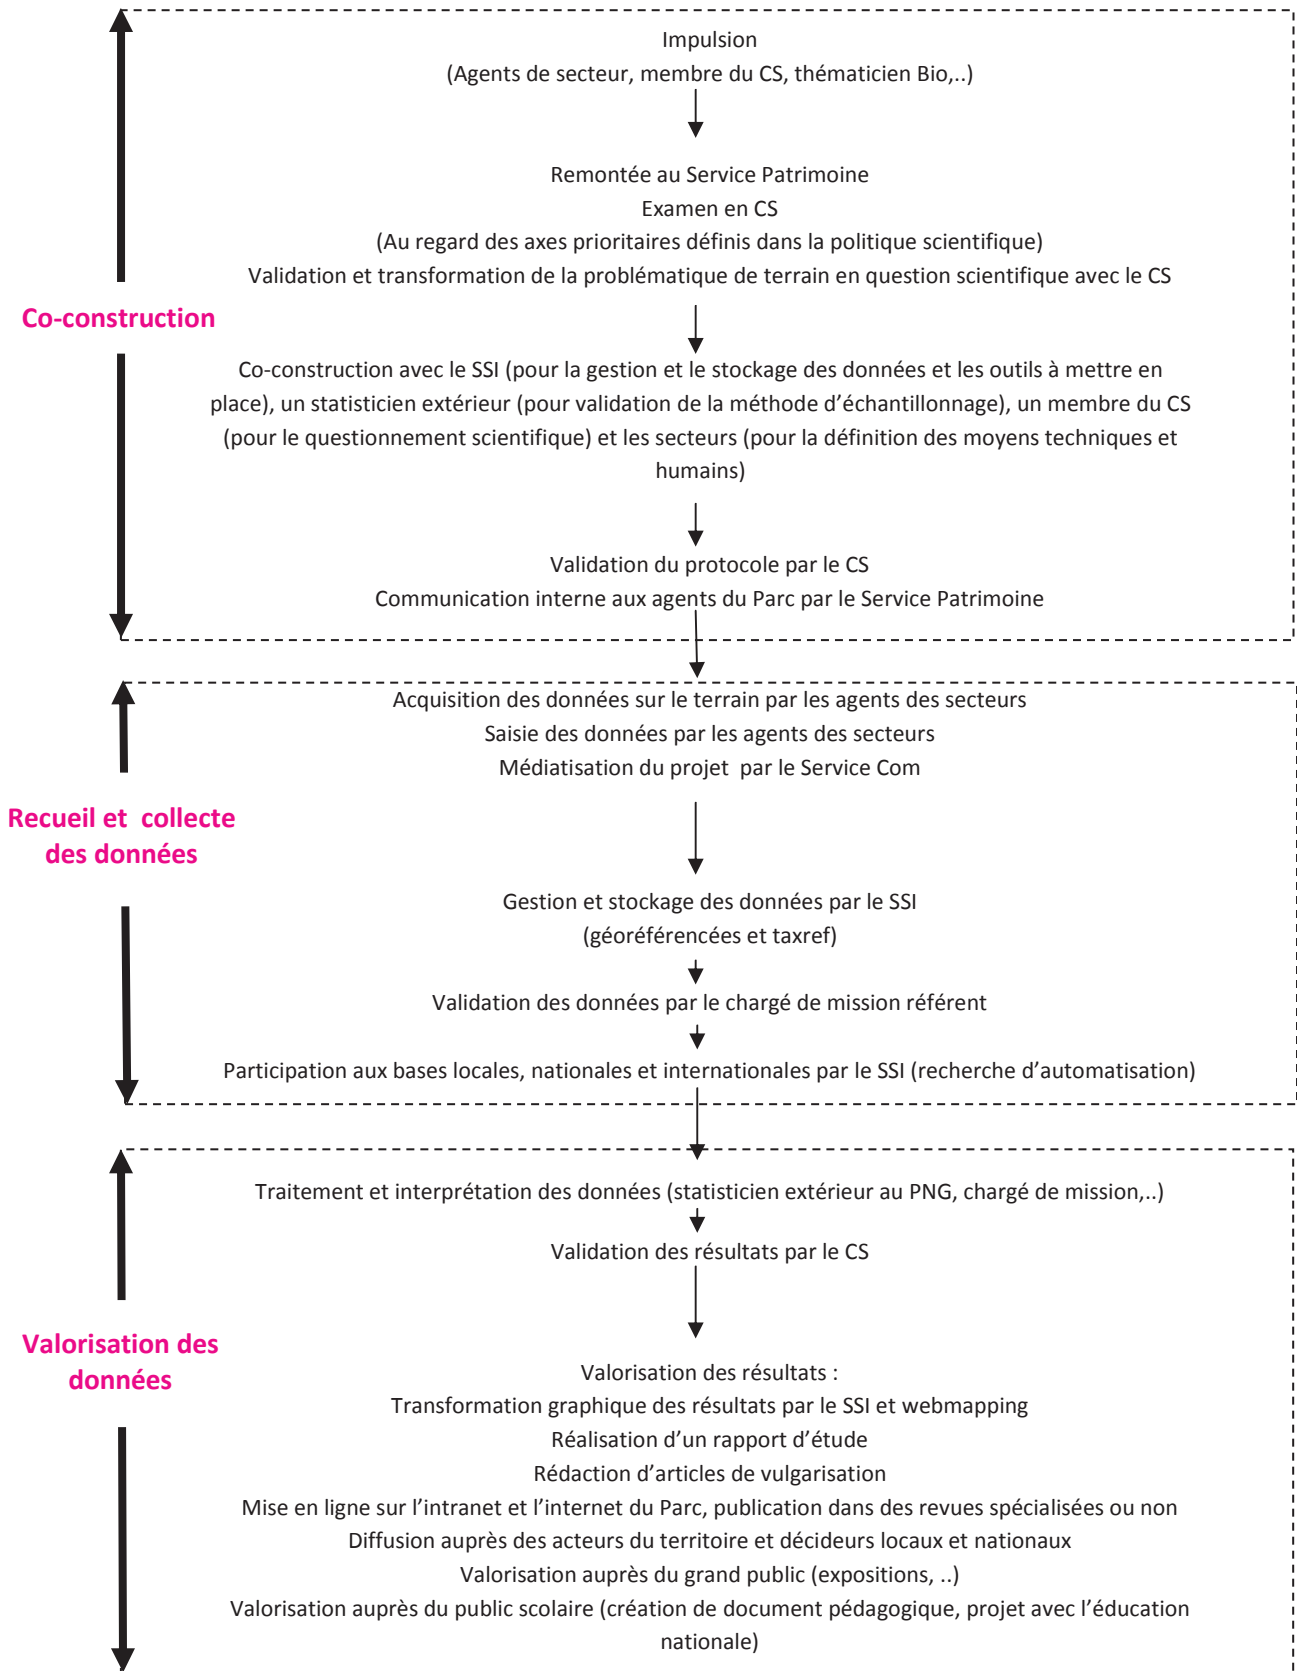 Impulsion
(Agents de secteur, membre du CS, thématicien Bio,..)
Remontée au Service Patrimoine
Examen en CS
(Au regard des axes prioritaires définis dans la politique scientifique)
Validation et transformation de la problématique de terrain en question scientifique avec le CS
Co-construction
Co-construction avec le SSI (pour la gestion et le stockage des données et les outils à mettre en
place), un statisticien extérieur (pour validation de la méthode d’échantillonnage), un membre du CS
(pour le questionnement scientifique) et les secteurs (pour la définition des moyens techniques et
humains)
Validation du protocole par le CS
Communication interne aux agents du Parc par le Service Patrimoine
Acquisition des données sur le terrain par les agents des secteurs
Saisie des données par les agents des secteurs
Médiatisation du projet  par le Service Com
Recueil et  collecte
des données
Gestion et stockage des données par le SSI
(géoréférencées et taxref)
Validation des données par le chargé de mission référent
Participation aux bases locales, nationales et internationales par le SSI (recherche d’automatisation)
Traitement et interprétation des données (statisticien extérieur au PNG, chargé de mission,..)
Validation des résultats par le CS
Valorisation des
données
Valorisation des résultats :
Transformation graphique des résultats par le SSI et webmapping
Réalisation d’un rapport d’étude
Rédaction d’articles de vulgarisation
Mise en ligne sur l’intranet et l’internet du Parc, publication dans des revues spécialisées ou non
Diffusion auprès des acteurs du territoire et décideurs locaux et nationaux
Valorisation auprès du grand public (expositions, ..)
Valorisation auprès du public scolaire (création de document pédagogique, projet avec l’éducation
nationale)